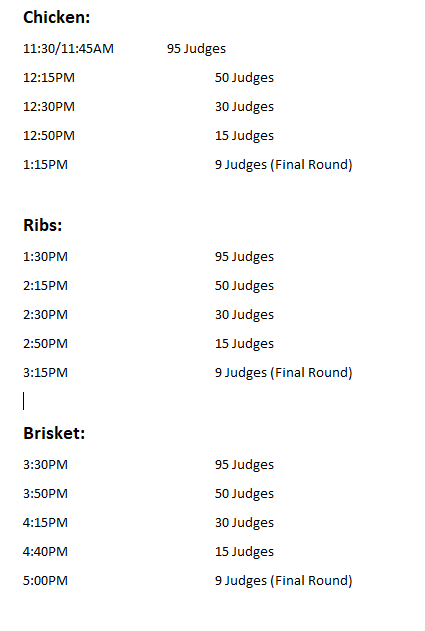 Chicken:
11:30/11:45AM 95 Judges
12:15PM 50 Judges
12:30PM 30 Judges
12:50PM 15 Judges
1:15PM 9 Judges (Final Round)
Ribs:
1:30PM 95 Judges
2:15PM 50 Judges
2:30PM 30 Judges
2:50PM 15 Judges
3:15PM 9 Judges (Final Round)
Brisket:
3:30PM 95 Judges
3:50PM 50 Judges
4:15PM 30 Judges
4:40PM 15 Judges
5:00PM 9 Judges (Final Round)